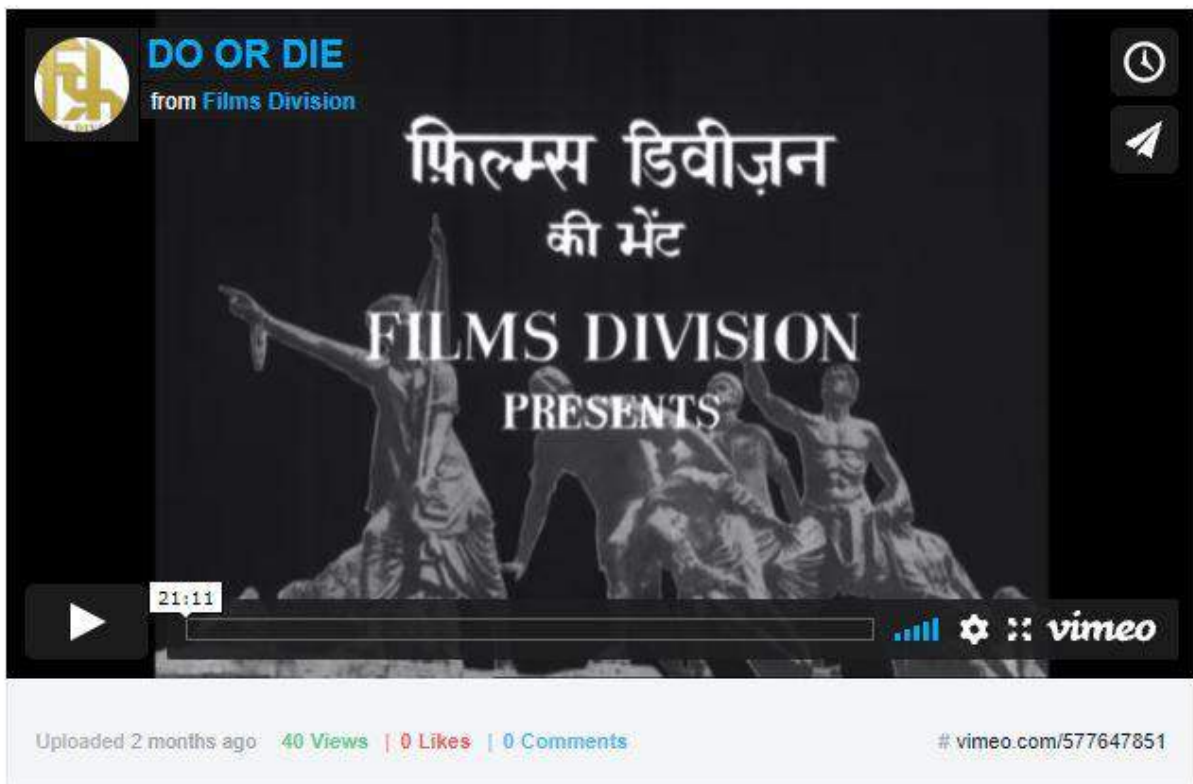 DO OR DIE
from Films Division
फ़िल्म्स डिवीज़न
की भेंट
FILMS DIVISION
PRESENTS
21:11
vimeo
Uploaded 2 months ago 40 Views | 0 Likes | 0 Comments # vimeo.com/577647851